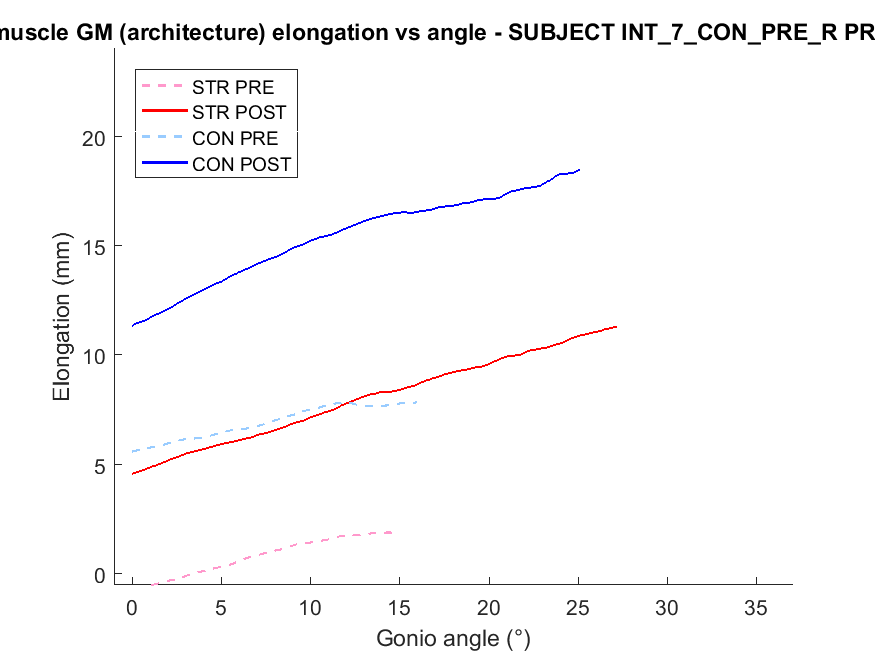 muscle GM (architecture) elongation vs angle - SUBJECT INT_7_CON_PRE_R PR
STR PRE
STR POST
CON PRE
CON POST
20
15
10
5
0
Elongation (mm)
0 5 10 15 20 25 30 35
Gonio angle (°)